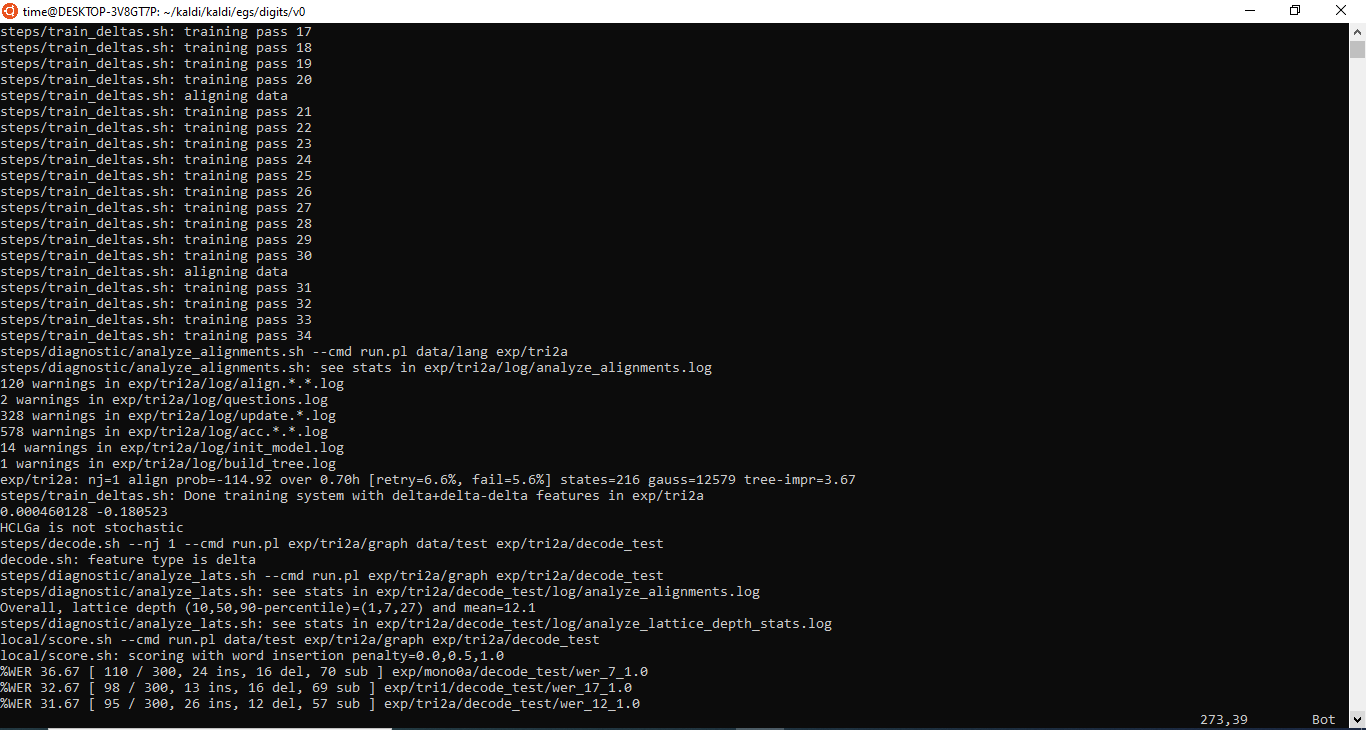 time@DESKTOP-3V8GT7P: ~/kaldi/kaldi/egs/digits/v0
steps/train_deltas.sh: training pass 17
steps/train_deltas.sh: training pass 18
steps/train_deltas.sh: training pass 19
steps/train_deltas.sh: training pass 20
steps/train_deltas.sh: aligning data
steps/train_deltas.sh: training pass 21
steps/train_deltas.sh: training pass 22
steps/train_deltas.sh: training pass 23
steps/train_deltas.sh: training pass 24
steps/train_deltas.sh: training pass 25
steps/train_deltas.sh: training pass 26
steps/train_deltas.sh: training pass 27
steps/train_deltas.sh: training pass 28
steps/train_deltas.sh: training pass 29
steps/train_deltas.sh: training pass 30
steps/train_deltas.sh: aligning data
steps/train_deltas.sh: training pass 31
steps/train_deltas.sh: training pass 32
steps/train_deltas.sh: training pass 33
steps/train_deltas.sh: training pass 34
steps/diagnostic/analyze_alignments.sh --cmd run.pl data/lang exp/tri2a
steps/diagnostic/analyze_alignments.sh: see stats in exp/tri2a/log/analyze_alignments.log
120 warnings in exp/tri2a/log/align.*.*.log
2 warnings in exp/tri2a/log/questions.log
328 warnings in exp/tri2a/log/update.*.log
578 warnings in exp/tri2a/log/acc.*.*.log
14 warnings in exp/tri2a/log/init_model.log
1 warnings in exp/tri2a/log/build_tree.log
exp/tri2a: nj=1 align prob=-114.92 over 0.70h [retry=6.6%, fail=5.6%] states=216 gauss=12579 tree-impr=3.67
steps/train_deltas.sh: Done training system with delta+delta-delta features in exp/tri2a
0.000460128 -0.180523
HCLGa is not stochastic
steps/decode.sh --nj 1 --cmd run.pl exp/tri2a/graph data/test exp/tri2a/decode_test
decode.sh: feature type is delta
steps/diagnostic/analyze_lats.sh --cmd run.pl exp/tri2a/graph exp/tri2a/decode_test
steps/diagnostic/analyze_lats.sh: see stats in exp/tri2a/decode_test/log/analyze_alignments.log
Overall, lattice depth (10,50,90-percentile)=(1,7,27) and mean=12.1
steps/diagnostic/analyze_lats.sh: see stats in exp/tri2a/decode_test/log/analyze_lattice_depth_stats.log
local/score.sh --cmd run.pl data/test exp/tri2a/graph exp/tri2a/decode_test
local/score.sh: scoring with word insertion penalty=0.0,0.5,1.0
%WER 36.67 [ 110 / 300, 24 ins, 16 del, 70 sub ] exp/mono0a/decode_test/wer_7_1.0
%WER 32.67 [ 98 / 300, 13 ins, 16 del, 69 sub ] exp/tri1/decode_test/wer_17_1.0
%WER 31.67 [ 95 / 300, 26 ins, 12 del, 57 sub ] exp/tri2a/decode_test/wer_12_1.0
273,39 Bot